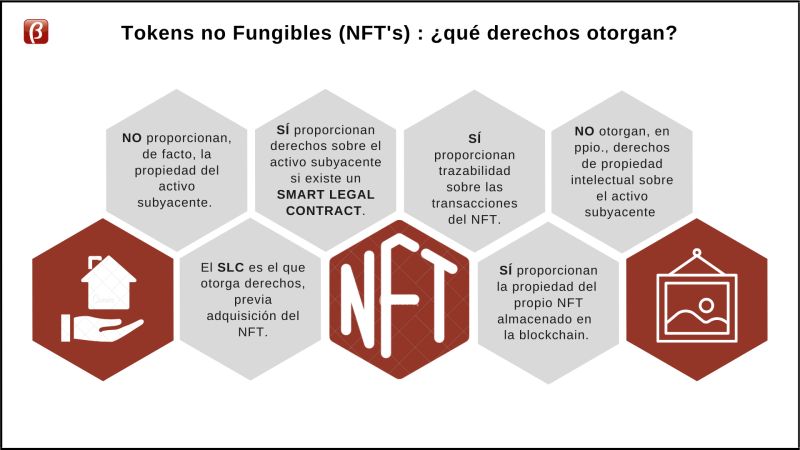 β
Tokens no Fungibles (NFT's) : ¿qué derechos otorgan?
NO proporcionan,
de facto, la
propiedad del
activo
subyacente.
SÍ proporcionan
derechos sobre el
activo subyacente
si existe un
SMART LEGAL
CONTRACT.
SÍ
proporcionan
trazabilidad
sobre las
transacciones
del NFT.
NO otorgan, en
ppio., derechos
de propiedad
intelectual sobre
el activo
subyacente
El SLC es el que
otorga derechos,
previa
adquisición del
NFT.
NFT
SÍ proporcionan
la propiedad del
propio NFT
almacenado en
la blockchain.